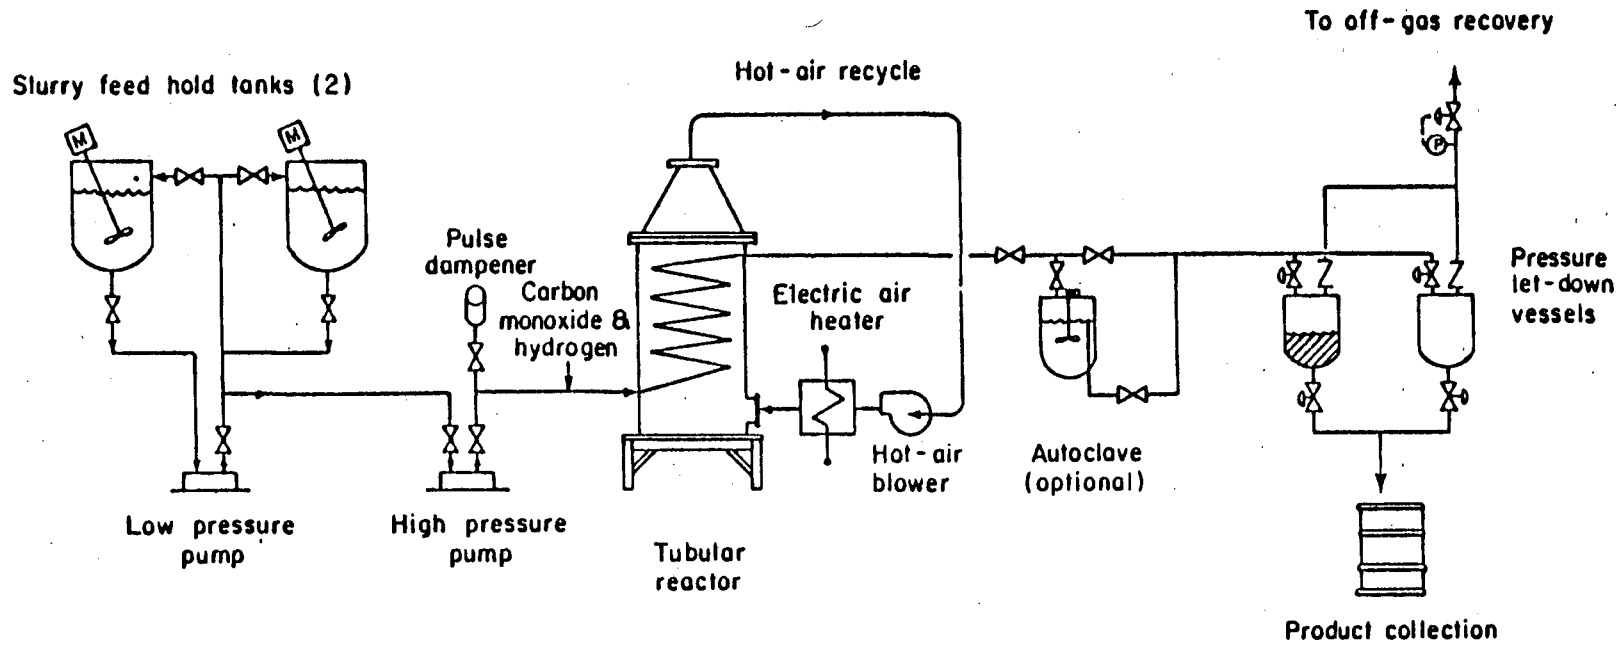 To off-gas recovery
Hot-air recycle
Slurry feed hold tanks (2)
M
M
P
Pulse
dampener
Carbon
monoxide &
hydrogen
Electric air
heater
Pressure
let-down
vessels
Hot-air
blower
Autoclave
(optional)
Low pressure
pump
High pressure
pump
Tubular
reactor
Product collection